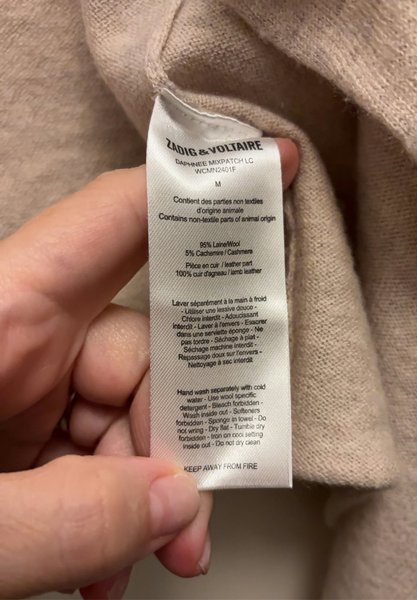 ZADIG & VOLTAIRE
DAPHNEE MIXPATCH LC
WCMN2401F
M
Contient des parties non textiles
d'origine animale
Contains non-textile parts of animal origin
95% Laine/Wool
5% Cachemire / Cashmere
Pièce en cuir / leather part
100% cuir d'agneau / lamb leather
Laver séparément à la main à froid
- Utiliser une lessive douce -
Chlore interdit - Adoucissant
interdit - Laver à l'envers - Essorer
dans une serviette éponge - Ne
pas tordre - Séchage à plat -
Séchage machine interdit -
Repassage doux sur l'envers -
Nettoyage à sec interdit
Hand wash separately with cold
water - Use wool specific
detergent - Bleach forbidden -
Wash inside out - Softeners
forbidden - Sponge in towel - Do
not wring - Dry flat - Tumble dry
forbidden - Iron on cool setting
inside out - Do not dry clean
KEEP AWAY FROM FIRE